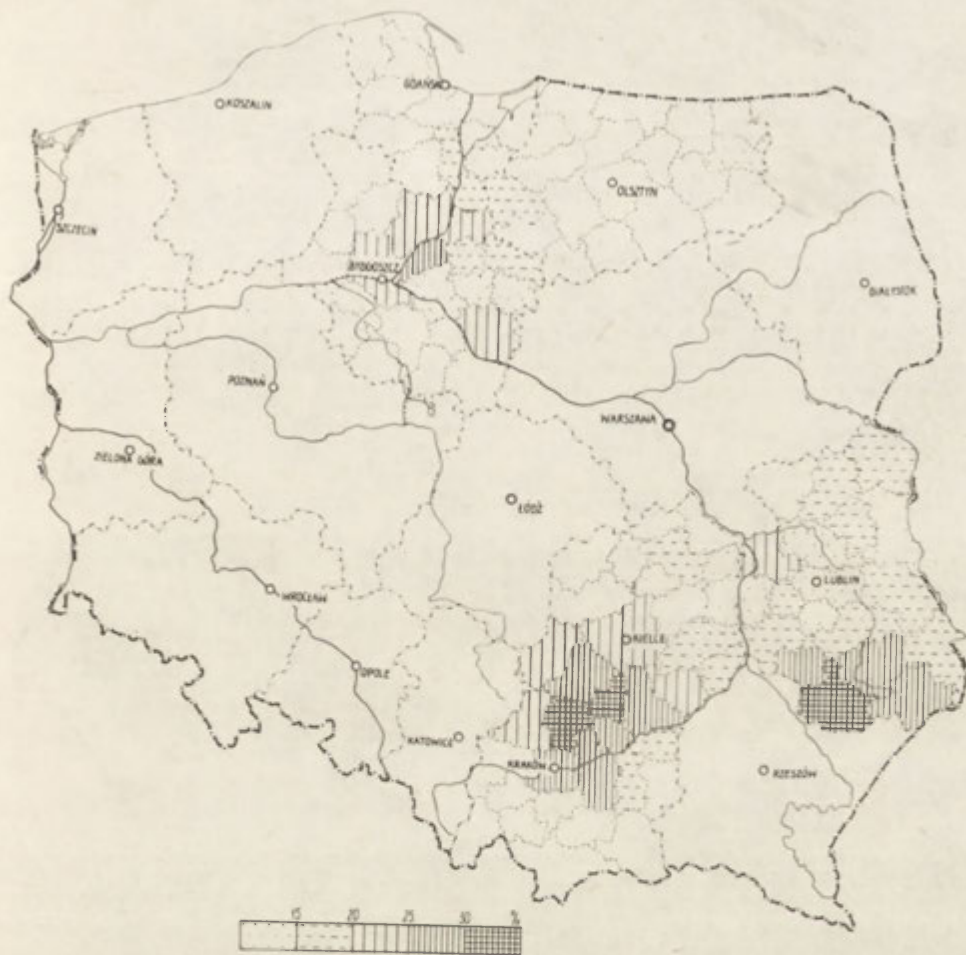 GDAŃSK
KOSZALIN
OLSZTYN
SZCZECIN
BYDGOSZCZ
BIAŁYSTOK
POZNAŃ
WARSZAWA
ZIELONA GÓRA
ŁÓDŹ
LUBLIN
WROCŁAW
KIELCE
OPOLE
KATOWICE
KRAKÓW
RZESZÓW
15 20 25 30 %